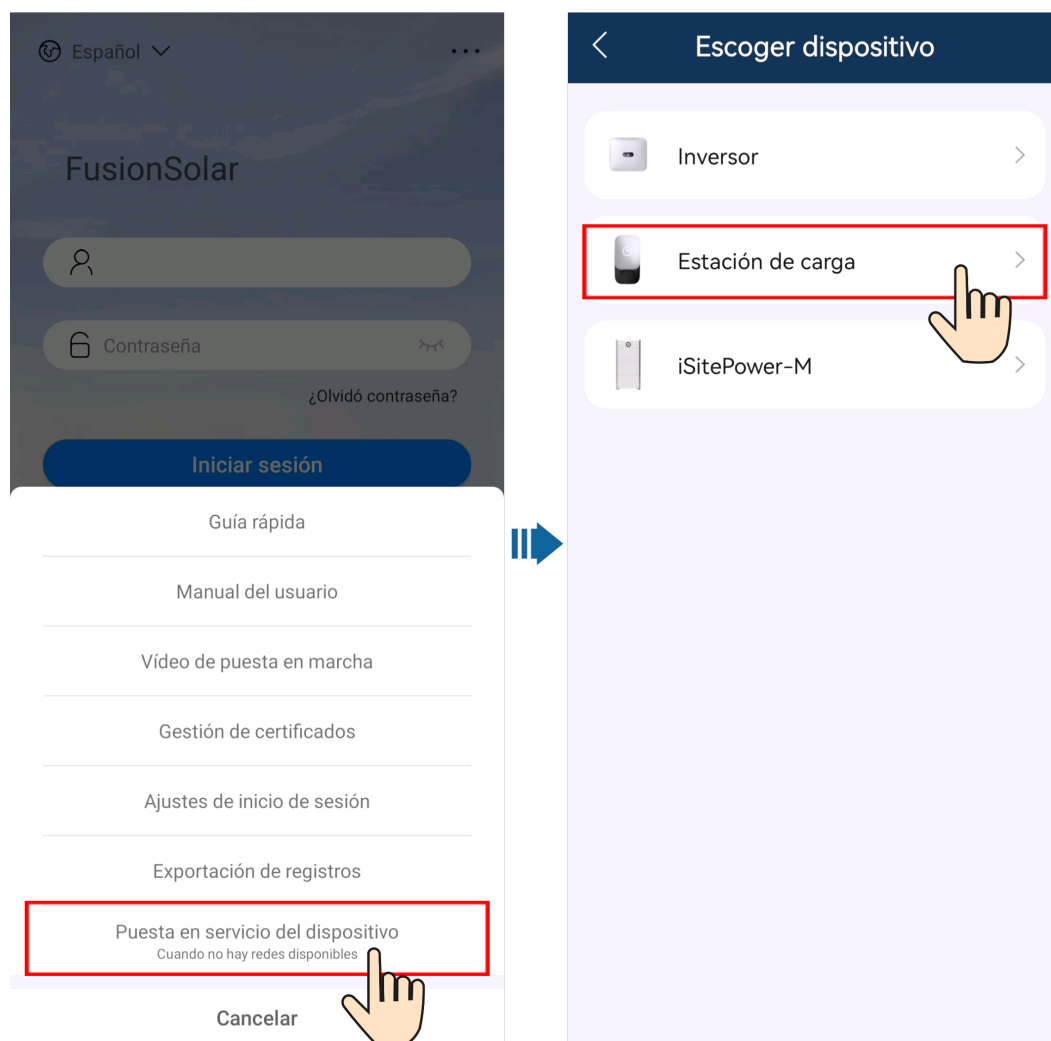 Español
FusionSolar
Contraseña
¿Olvidó contraseña?
Iniciar sesión
Guía rápida
Manual del usuario
Vídeo de puesta en marcha
Gestión de certificados
Ajustes de inicio de sesión
Exportación de registros
Puesta en servicio del dispositivo
Cuando no hay redes disponibles
Cancelar
Escoger dispositivo
Inversor
Estación de carga
iSitePower-M